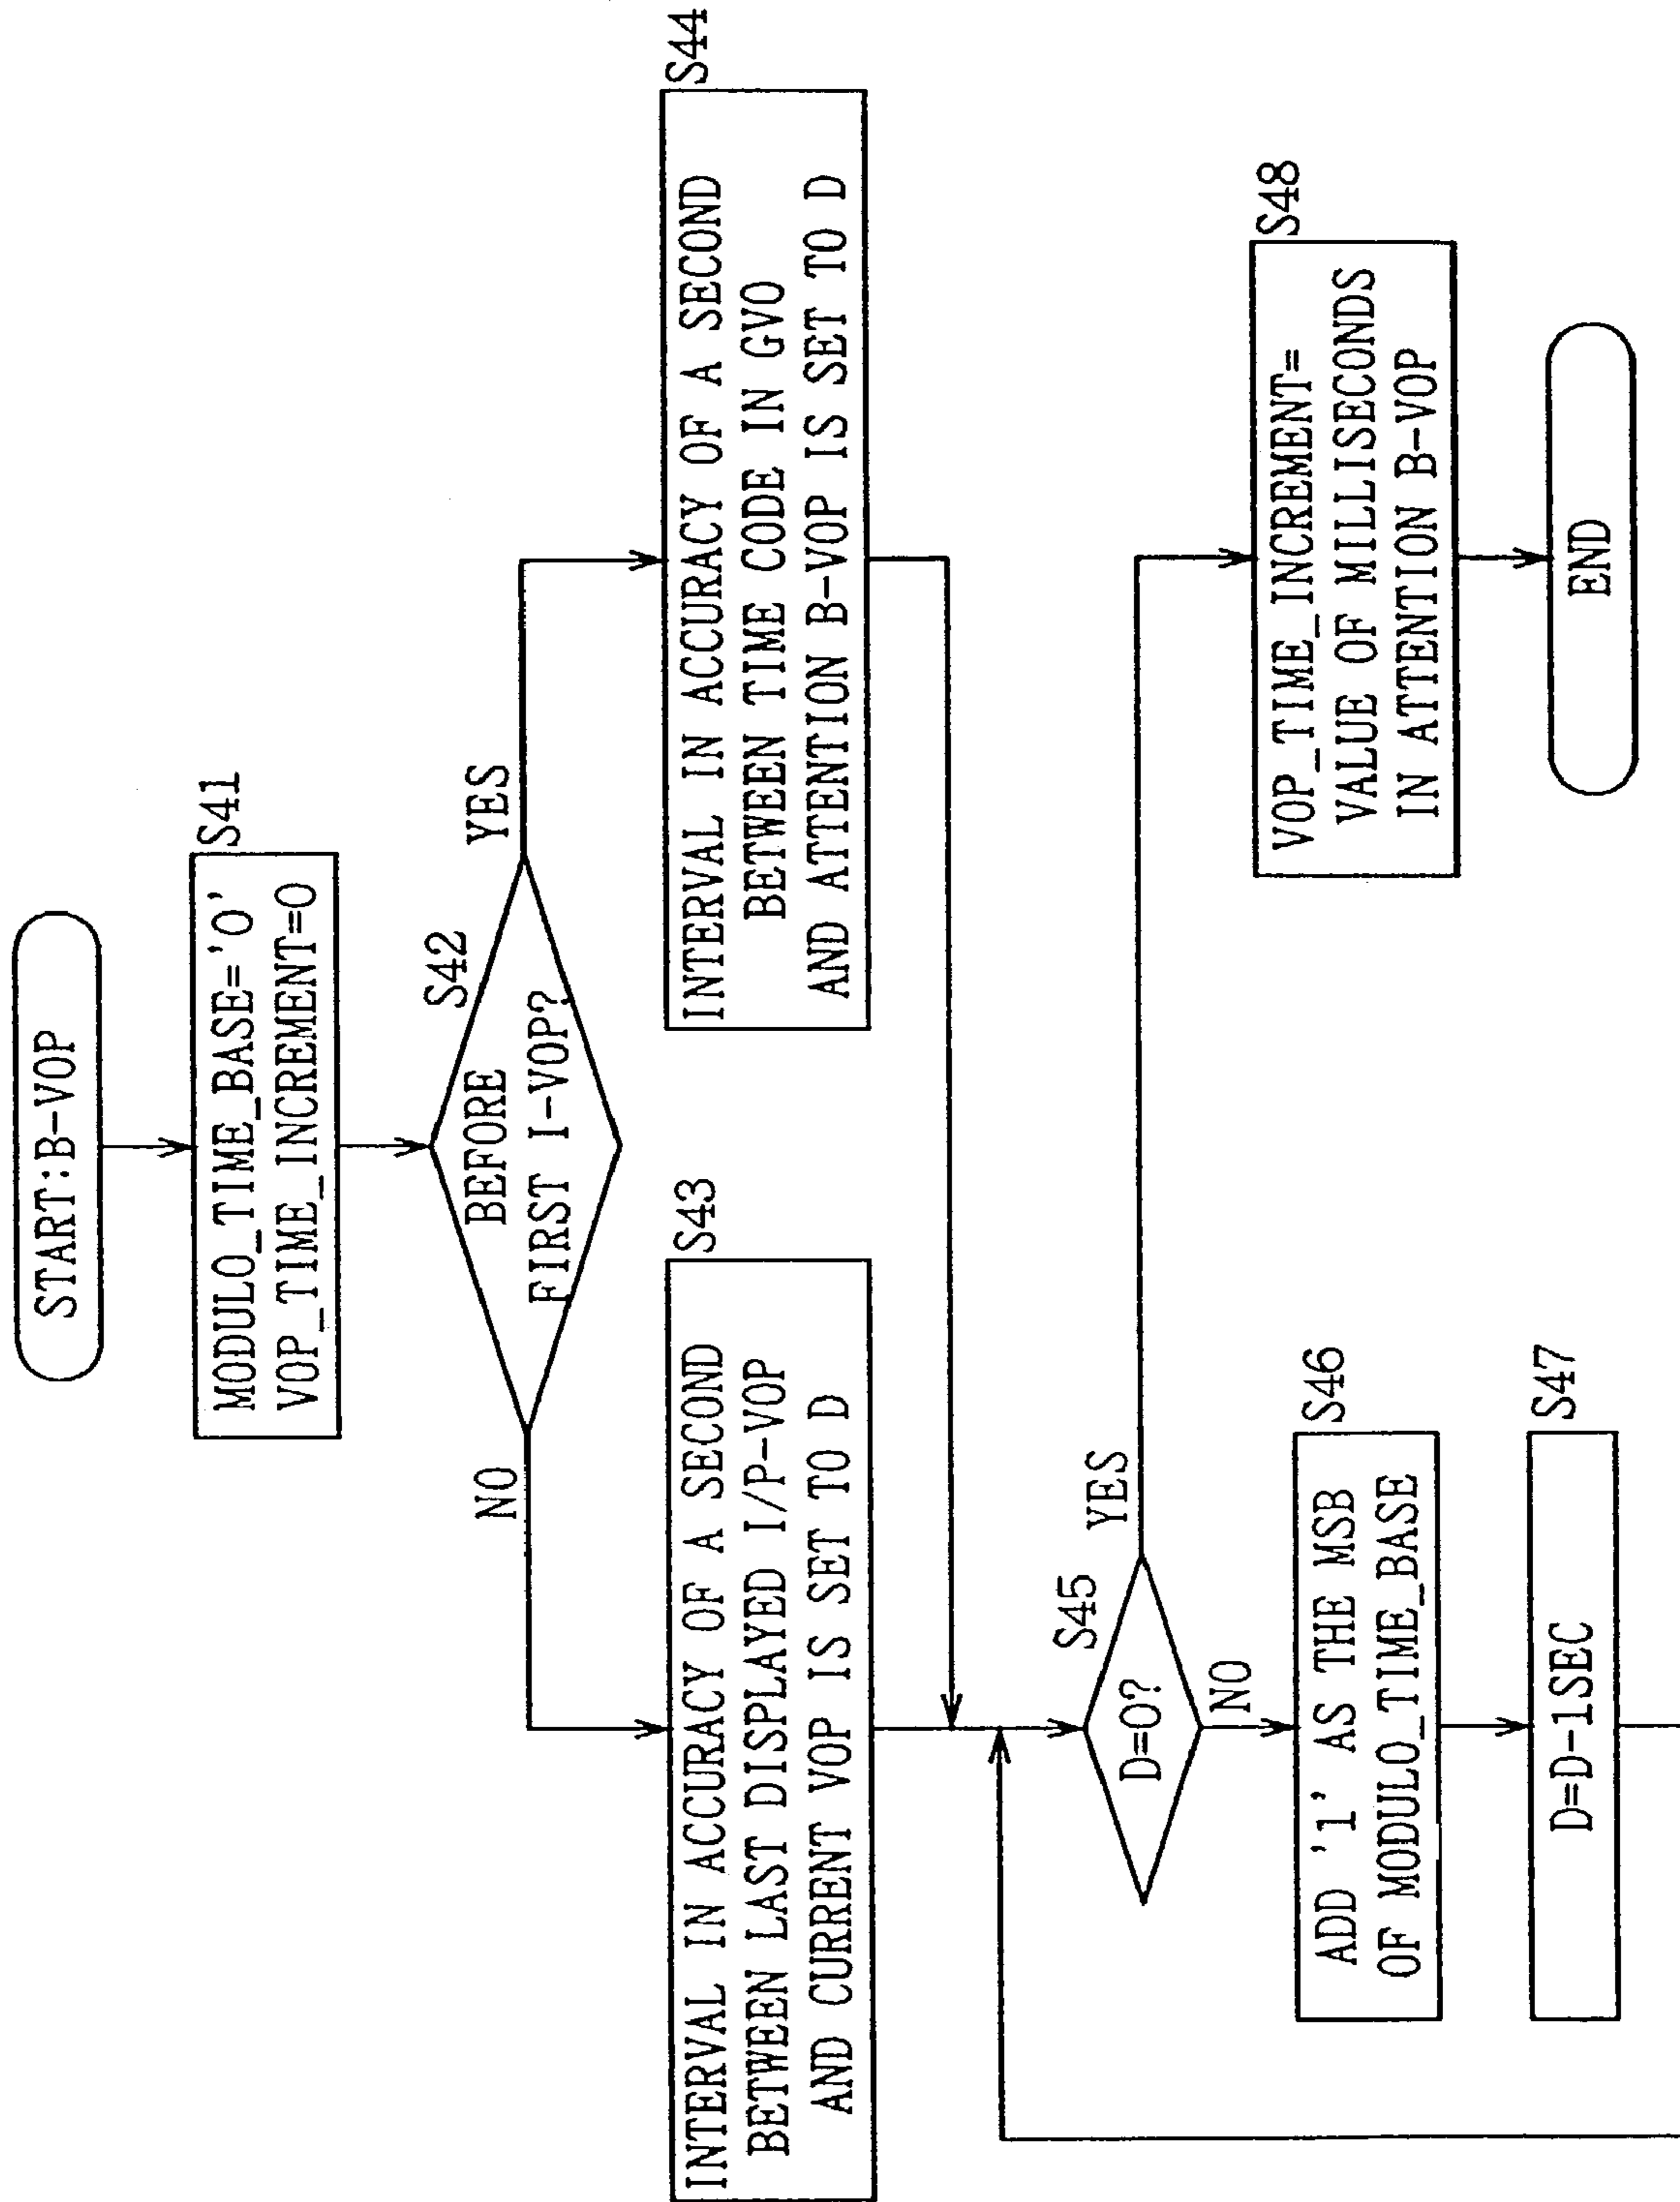 START:B-VOP
S41
MODULO_TIME_BASE='0'
VOP_TIME_INCREMENT=0
S42
BEFORE
FIRST I-VOP?
NO
YES
S43
INTERVAL IN ACCURACY OF A SECOND
BETWEEN LAST DISPLAYED I/P-VOP
AND CURRENT VOP IS SET TO D
S44
INTERVAL IN ACCURACY OF A SECOND
BETWEEN TIME CODE IN GVO
AND ATTENTION B-VOP IS SET TO D
S45
D=0?
YES
NO
S46
ADD '1' AS THE MSB
OF MODULO_TIME_BASE
S47
D=D-1SEC
S48
VOP_TIME_INCREMENT=
VALUE OF MILLISECONDS
IN ATTENTION B-VOP
END